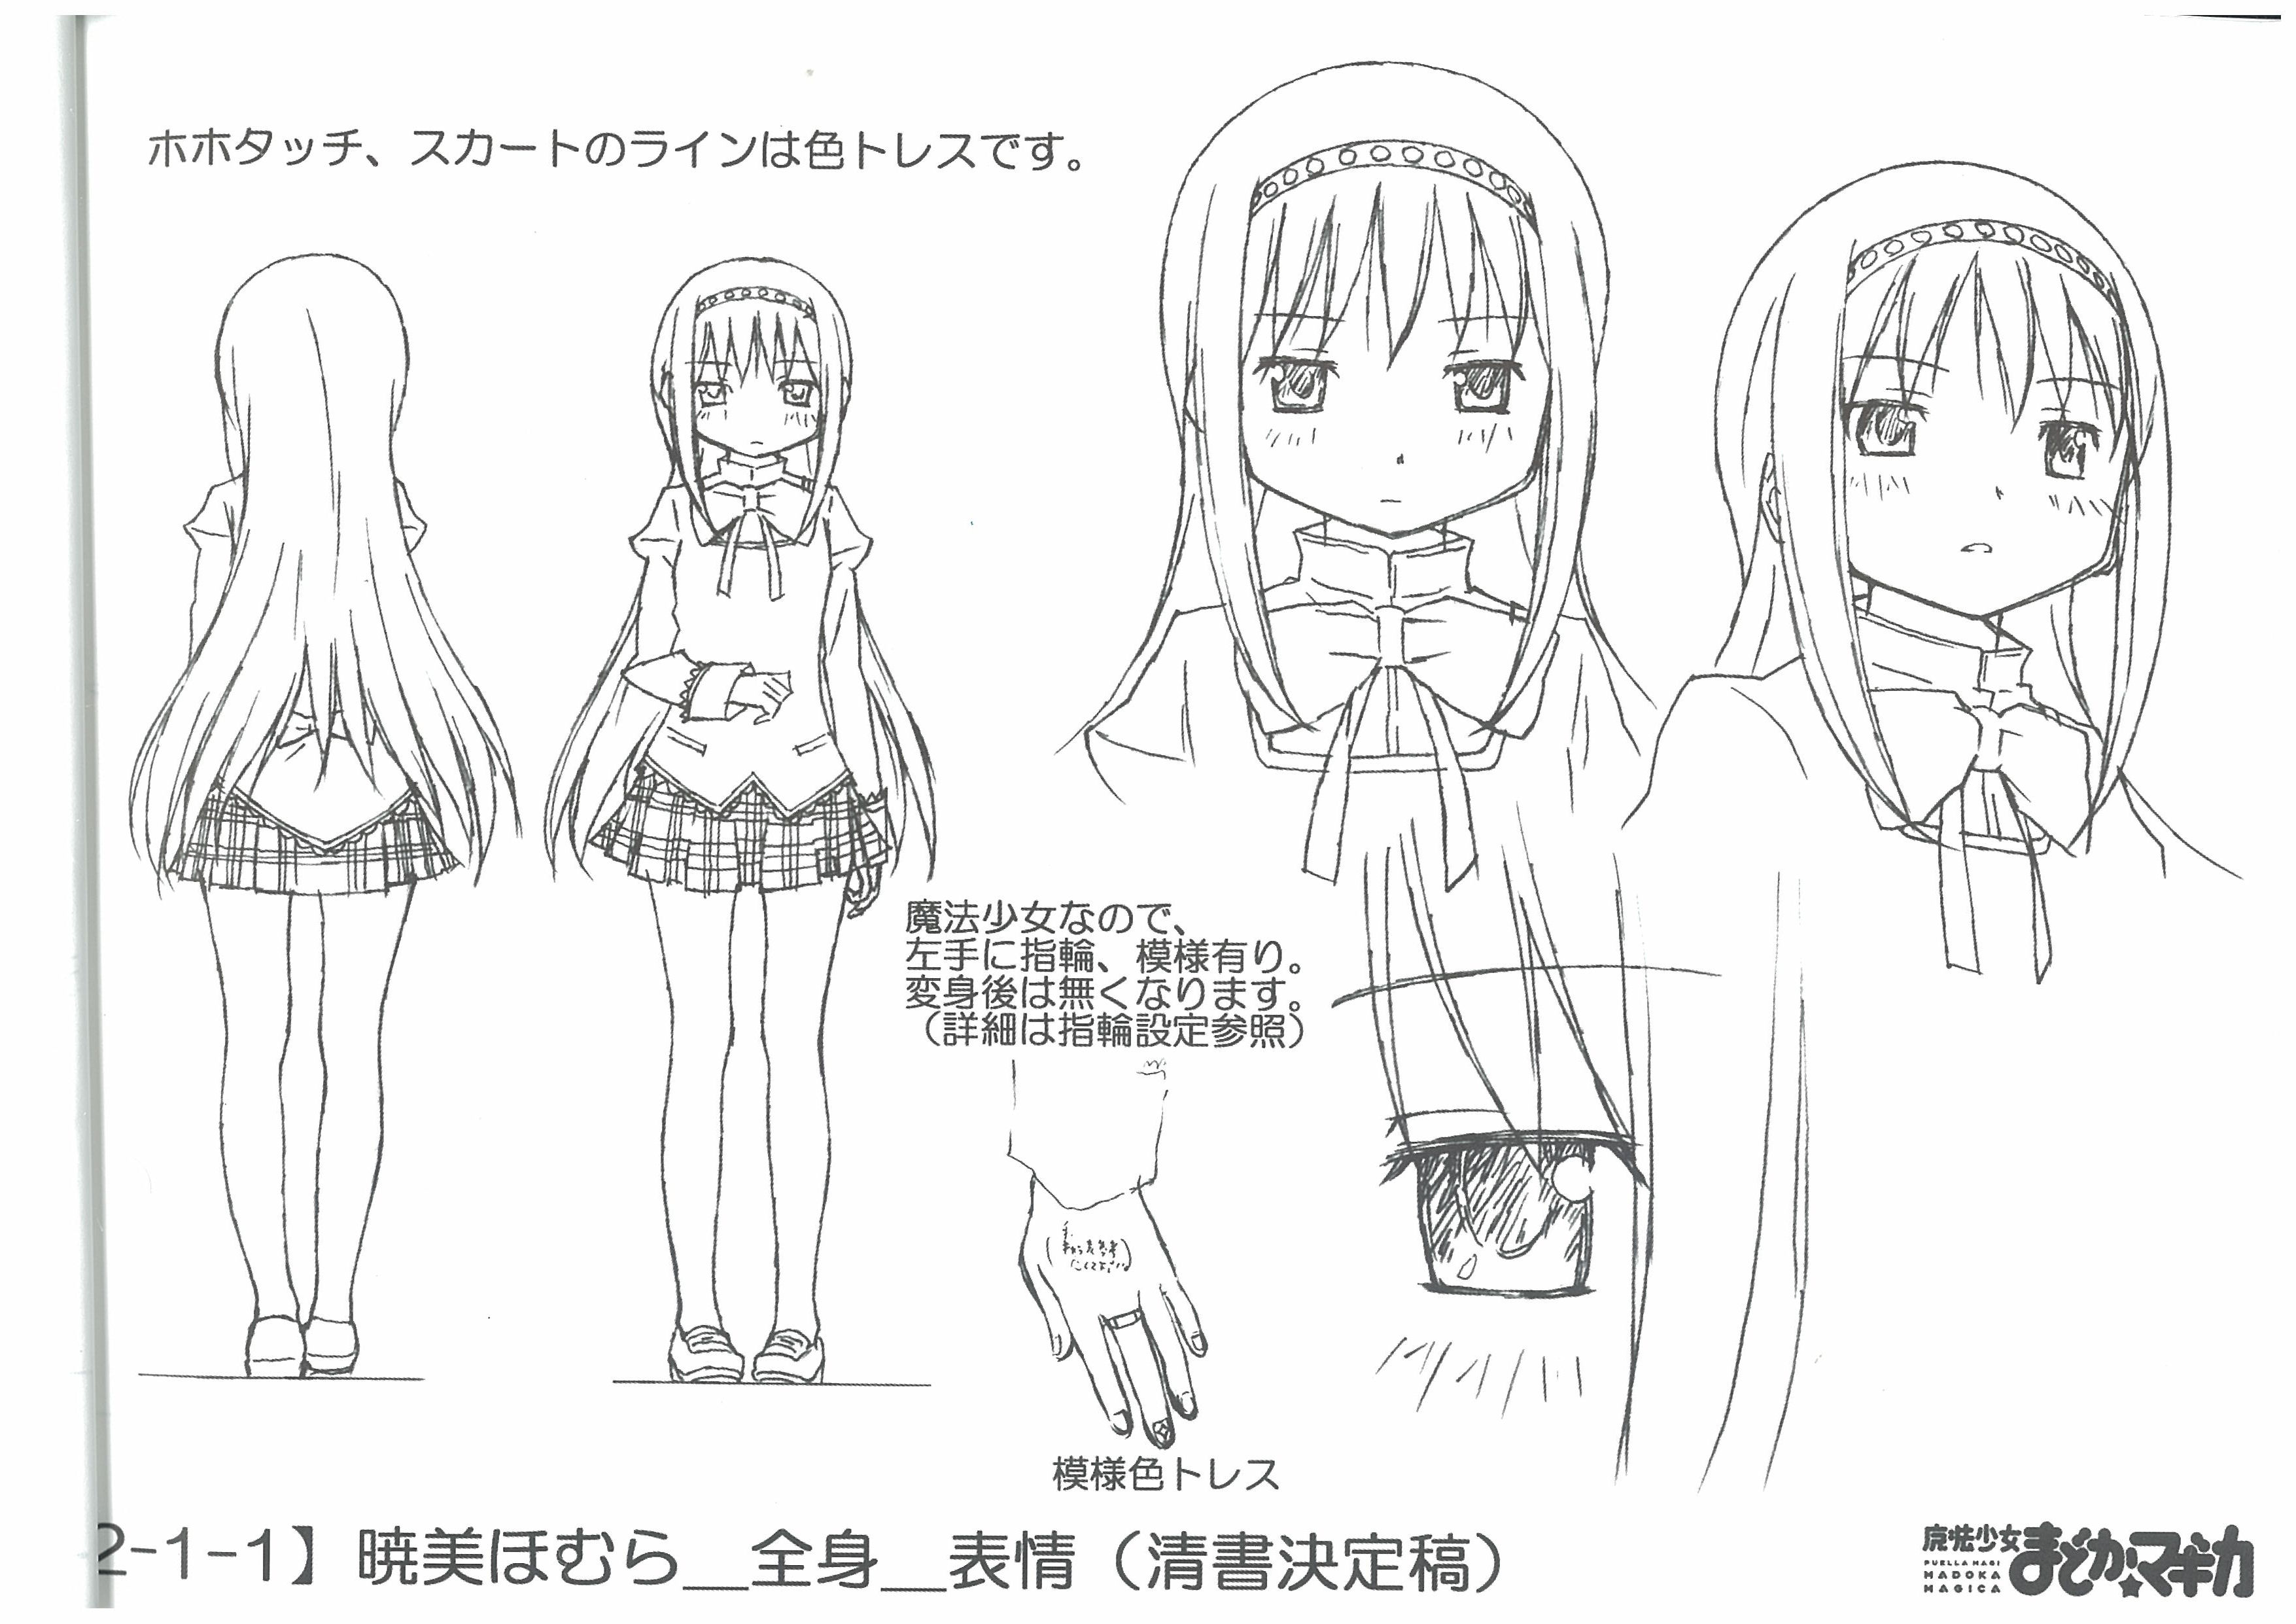 ホホタッチ、スカートのラインは色トレスです。
魔法少女なので、
左手に指輪、模様有り。
変身後は無くなります。
（詳細は指輪設定参照）
模様色トレス
2-1-1】暁美ほむら__全身__表情（清書決定稿）
魔法少女
PUELLA MAGI
MADOKA
MAGICA
まどか★マギカ